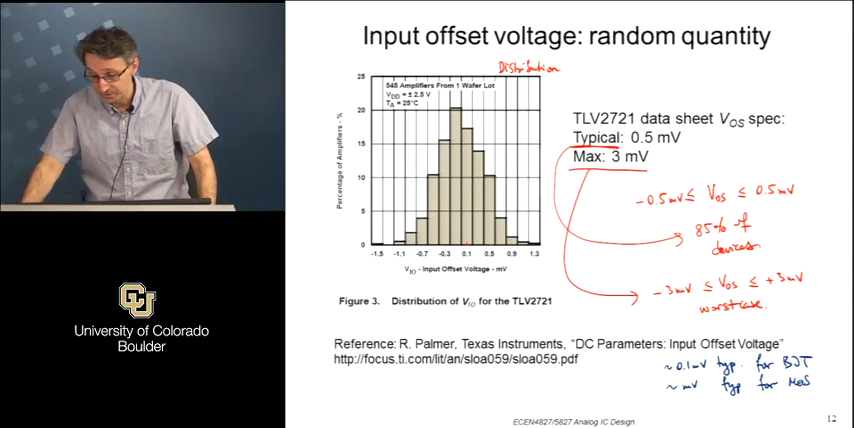 Input offset voltage: random quantity
Distribution
25
20
15
10
5
0
Percentage of Amplifiers - %
545 Amplifiers From 1 Wafer Lot
VDD = ± 2.5 V
TA = 25°C
-1.5 -1.1 -0.7 -0.3 0.1 0.5 0.9 1.3
VIO - Input Offset Voltage - mV
Figure 3. Distribution of VIO for the TLV2721
TLV2721 data sheet VOS spec:
Typical: 0.5 mV
Max: 3 mV
-0.5mV ≤ VOS ≤ 0.5mV
85% of
devices
-3mV ≤ VOS ≤ +3mV
worst case
Reference: R. Palmer, Texas Instruments, “DC Parameters: Input Offset Voltage”
http://focus.ti.com/lit/an/sloa059/sloa059.pdf
~0.1mV typ. for BJT
~mV typ for MOS
CU
University of Colorado
Boulder
ECEN4827/5827 Analog IC Design
12